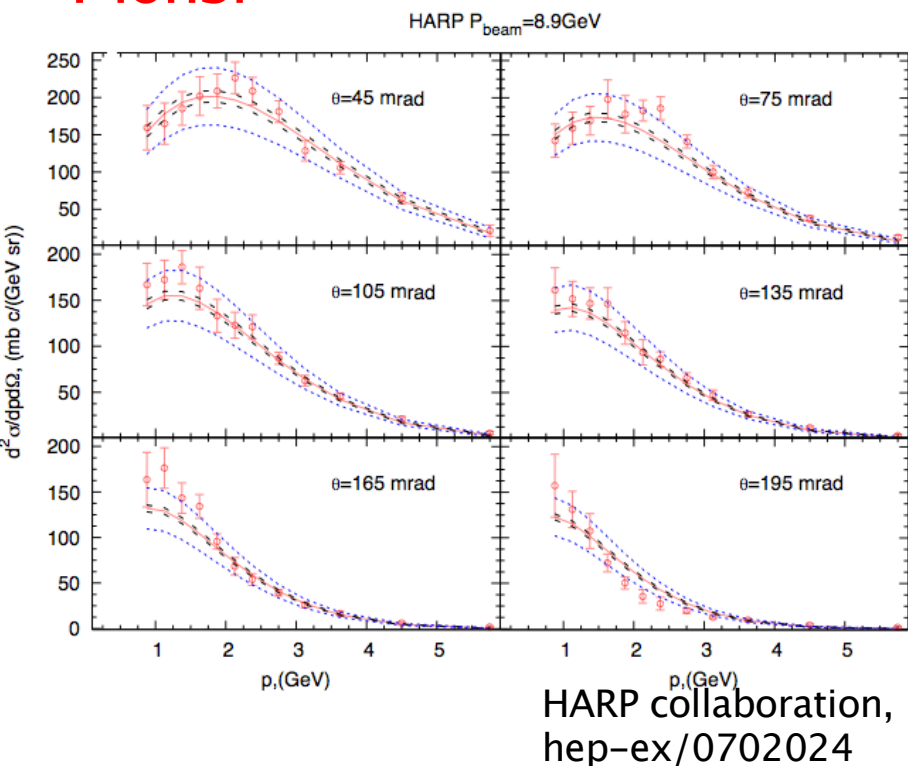 Pions:
HARP P_beam=8.9GeV
d² σ/dpdΩ, (mb c/(GeV sr))
250
200
150
100
50
θ=45 mrad
θ=75 mrad
200
150
100
50
θ=105 mrad
θ=135 mrad
200
150
100
50
0
θ=165 mrad
θ=195 mrad
1 2 3 4 5
1 2 3 4 5
p,(GeV)
p,(GeV)
HARP collaboration,
hep-ex/0702024